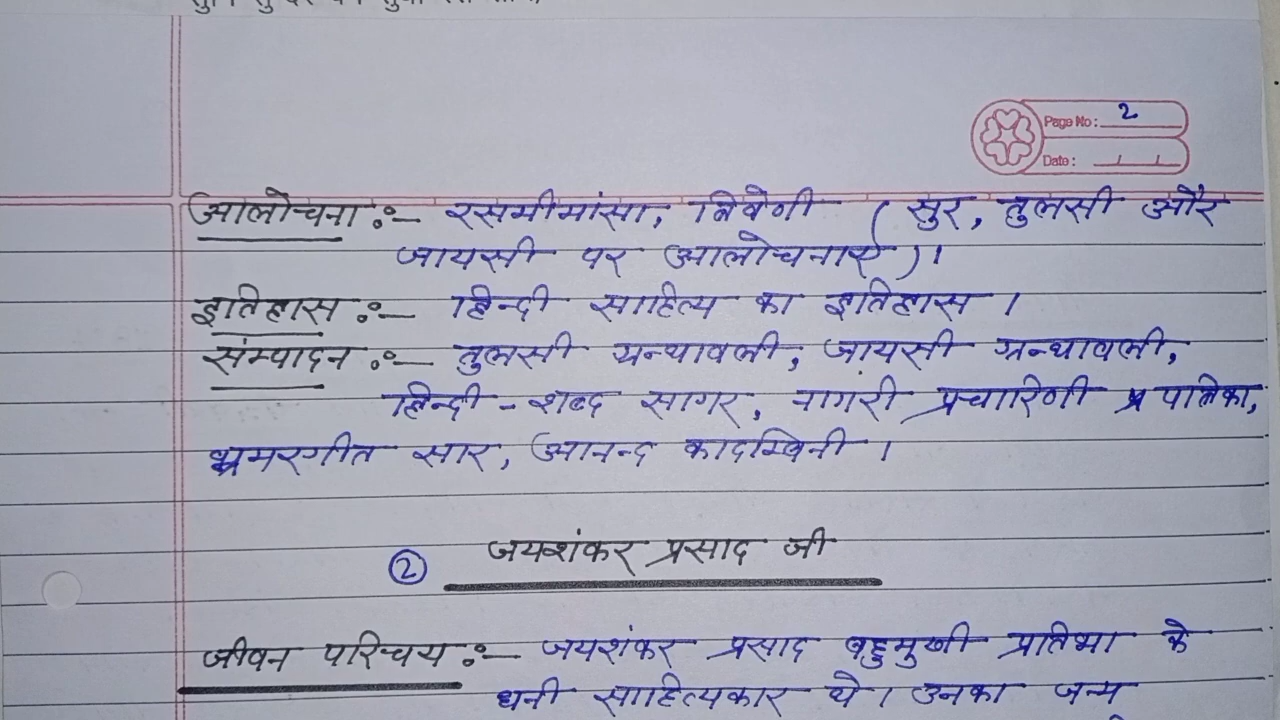 Page No: 2
Date:
आलोचना :- रसमीमांसा, त्रिवेणी ( सुर, तुलसी और
जायसी पर आलोचनाएं )।
इतिहास :- हिन्दी साहित्य का इतिहास ।
संम्पादन :- तुलसी ग्रन्थावली, जायसी ग्रन्थावली,
हिन्दी - शब्द सागर, नागरी प्रचारिणी पत्रिका,
भ्रमरगीत सार, आनन्द कादम्बिनी ।
② जयशंकर प्रसाद जी
जीवन परिचय :- जयशंकर प्रसाद बहुमुखी प्रतिभा के
धनी साहित्यकार थे। उनका जन्म